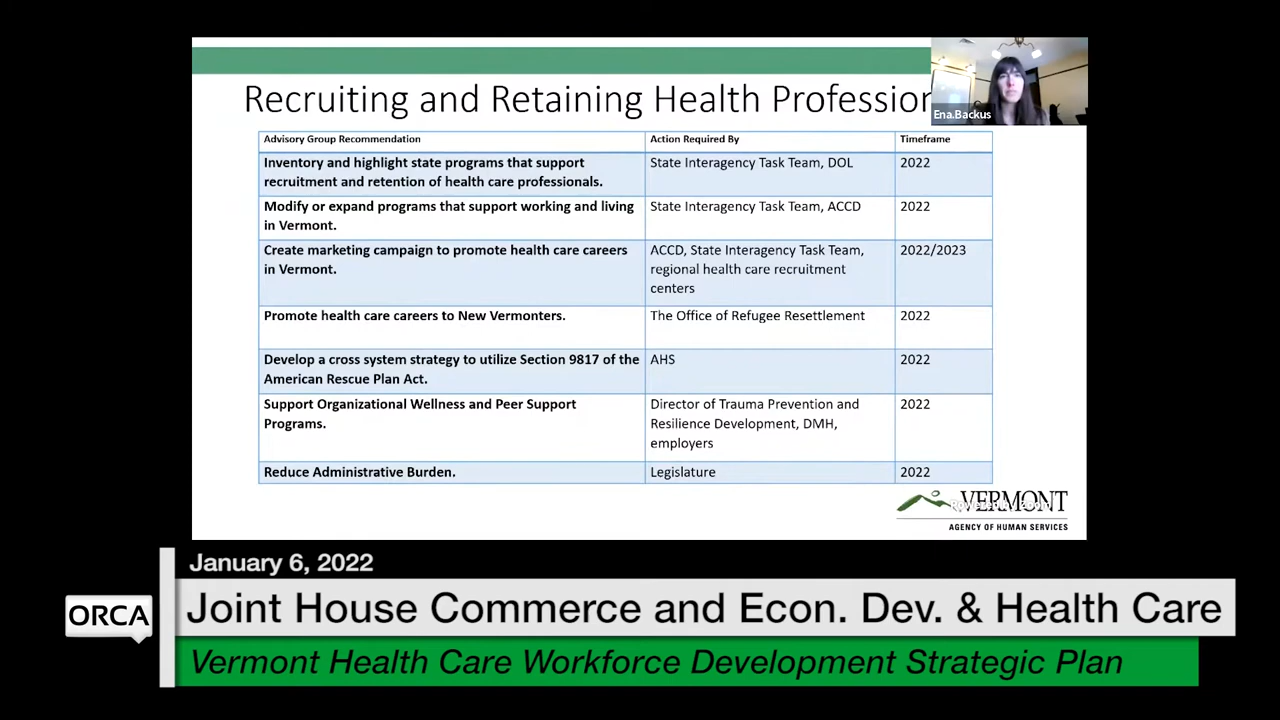 Recruiting and Retaining Health Profession
Ena.Backus
Advisory Group Recommendation Action Required By Timeframe
Inventory and highlight state programs that support State Interagency Task Team, DOL 2022
recruitment and retention of health care professionals.
Modify or expand programs that support working and living State Interagency Task Team, ACCD 2022
in Vermont.
Create marketing campaign to promote health care careers ACCD, State Interagency Task Team, 2022/2023
in Vermont. regional health care recruitment
centers
Promote health care careers to New Vermonters. The Office of Refugee Resettlement 2022
Develop a cross system strategy to utilize Section 9817 of the AHS 2022
American Rescue Plan Act.
Support Organizational Wellness and Peer Support Director of Trauma Prevention and 2022
Programs. Resilience Development, DMH,
employers
Reduce Administrative Burden. Legislature 2022
VERMONT
AGENCY OF HUMAN SERVICES
January 6, 2022
ORCA
Joint House Commerce and Econ. Dev. & Health Care
Vermont Health Care Workforce Development Strategic Plan